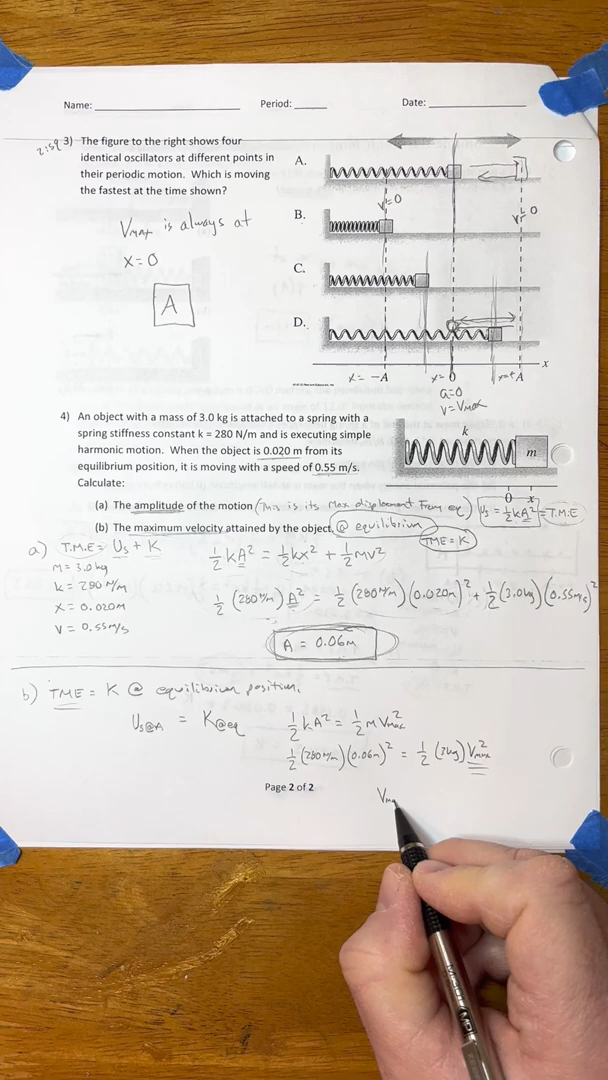 Name: Period: Date:
2:59 3) The figure to the right shows four
identical oscillators at different points in
their periodic motion. Which is moving
the fastest at the time shown?
Vmax is always at
x=0
A
A.
v=0
v=0
B.
C.
D.
x= -A x=0 x=+A x
a=0
v=Vmax
4) An object with a mass of 3.0 kg is attached to a spring with a
spring stiffness constant k = 280 N/m and is executing simple
harmonic motion. When the object is 0.020 m from its
equilibrium position, it is moving with a speed of 0.55 m/s.
Calculate:
k
m
0 x
(a) The amplitude of the motion (This is its Max displacement from eq.) Us = ½kA² = T.M.E
(b) The maximum velocity attained by the object. @ equilibrium
TME = K
a) T.M.E = Us + K
M = 3.0kg
k = 280 N/m
x = 0.020m
V = 0.55m/s
½kA² = ½kx² + ½mv²
½(280 N/m)A² = ½(280 N/m)(0.020m)² + ½(3.0kg)(0.55m/s)²
A = 0.06m
b) TME = K @ equilibrium position.
Us@A = K@eq ½kA² = ½mVmax²
½(280 N/m)(0.06m)² = ½(3kg)Vmax²
Page 2 of 2
Vma